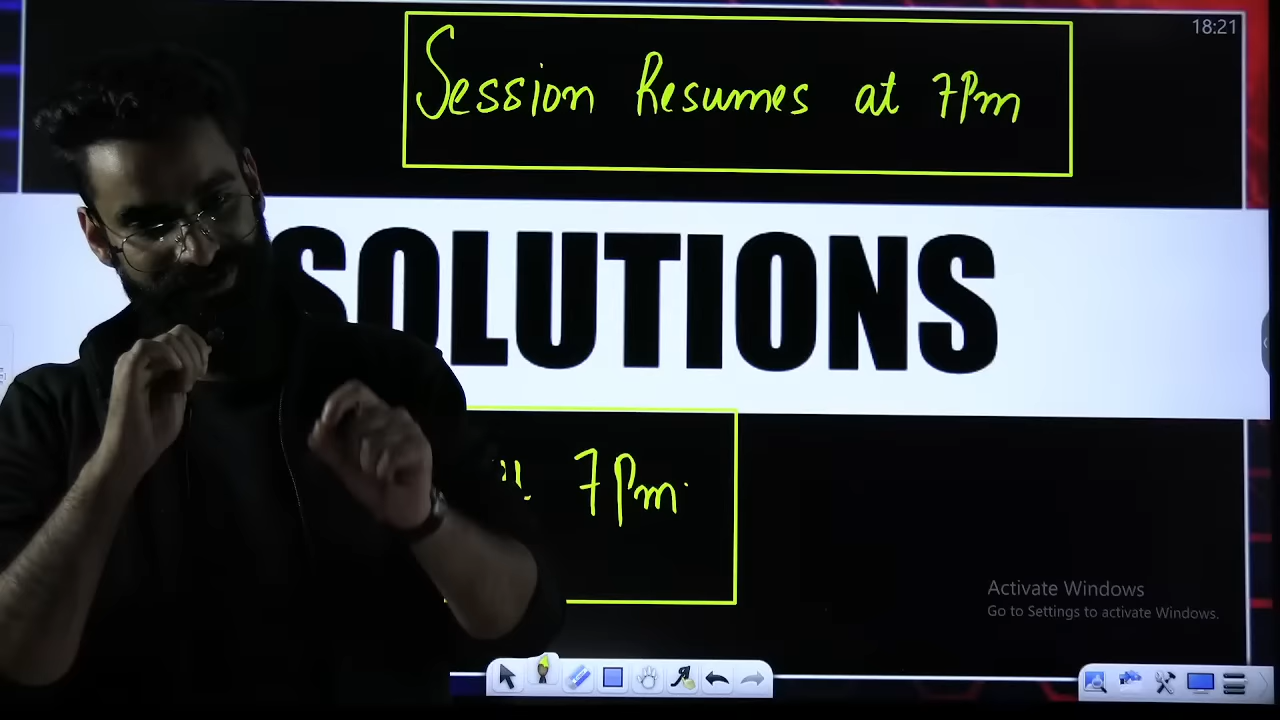 18:21
Session Resumes at 7Pm
SOLUTIONS
7Pm
Activate Windows
Go to Settings to activate Windows.